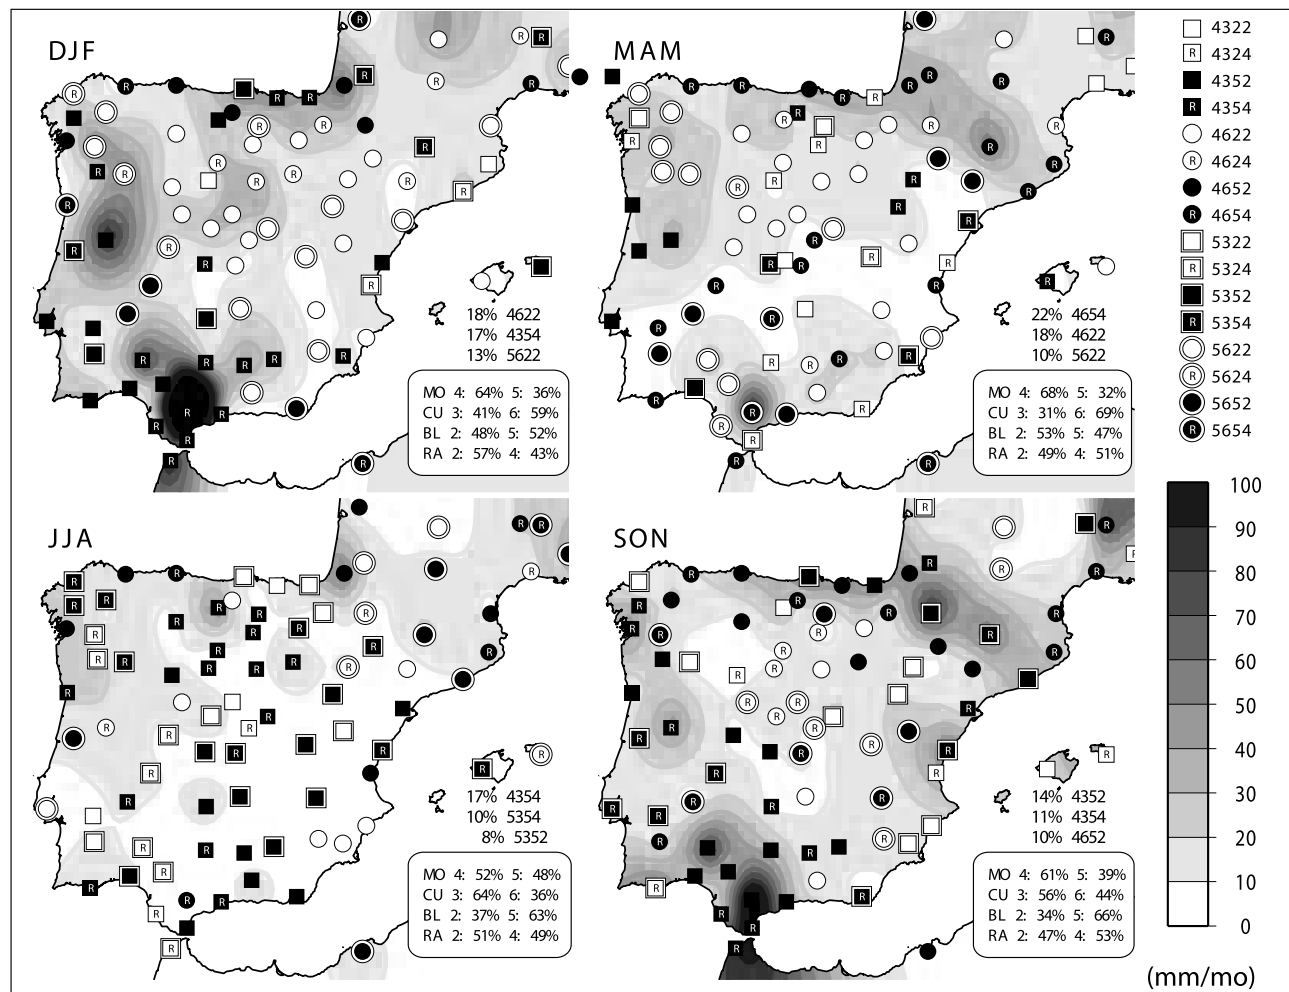 DJF
18% 4622
17% 4354
13% 5622
MO 4: 64% 5: 36%
CU 3: 41% 6: 59%
BL 2: 48% 5: 52%
RA 2: 57% 4: 43%
MAM
22% 4654
18% 4622
10% 5622
MO 4: 68% 5: 32%
CU 3: 31% 6: 69%
BL 2: 53% 5: 47%
RA 2: 49% 4: 51%
JJA
17% 4354
10% 5354
8% 5352
MO 4: 52% 5: 48%
CU 3: 64% 6: 36%
BL 2: 37% 5: 63%
RA 2: 51% 4: 49%
SON
14% 4352
11% 4354
10% 4652
MO 4: 61% 5: 39%
CU 3: 56% 6: 44%
BL 2: 34% 5: 66%
RA 2: 47% 4: 53%
4322
R 4324
4352
R 4354
4622
R 4624
4652
R 4654
5322
R 5324
5352
R 5354
5622
R 5624
5652
R 5654
100
90
80
70
60
50
40
30
20
10
0
(mm/mo)